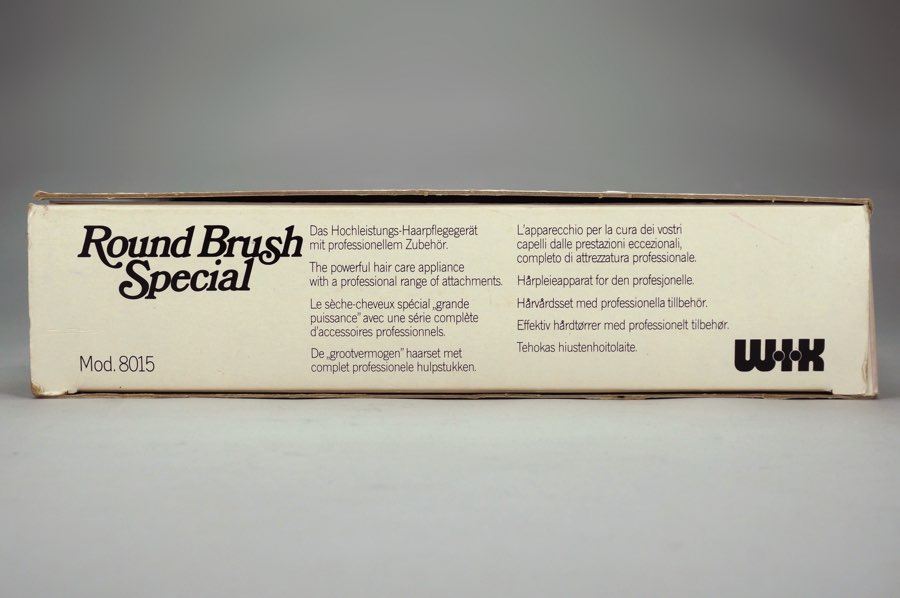 Round Brush
Special
Mod. 8015
Das Hochleistungs-Haarpflegegerät
mit professionellem Zubehör.
The powerful hair care appliance
with a professional range of attachments.
Le sèche-cheveux spécial „grande
puissance" avec une série complète
d'accessoires professionnels.
De „grootvermogen" haarset met
complet professionele hulpstukken.
L'apparecchio per la cura dei vostri
capelli dalle prestazioni eccezionali,
completo di attrezzatura professionale.
Hårpleieapparat for den profesjonelle.
Hårvårdsset med professionella tillbehör.
Effektiv hårdtørrer med professionelt tilbehør.
Tehokas hiustenhoitolaite.
WIK